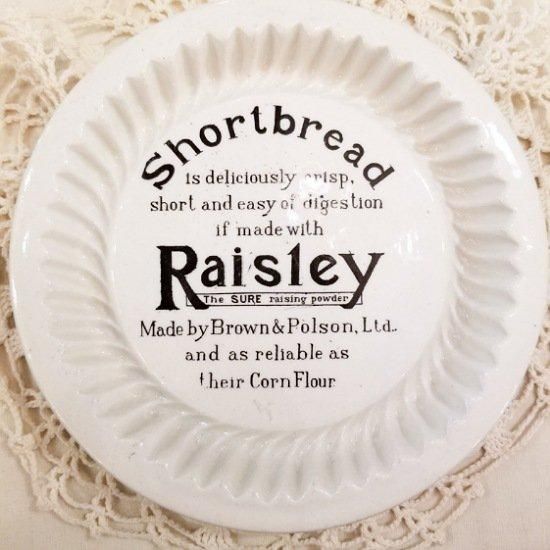 Shortbread
is deliciously crisp,
short and easy of digestion
if made with
Raisley
The SURE raising powder
Made by Brown & Polson, Ltd.
and as reliable as
their Corn Flour